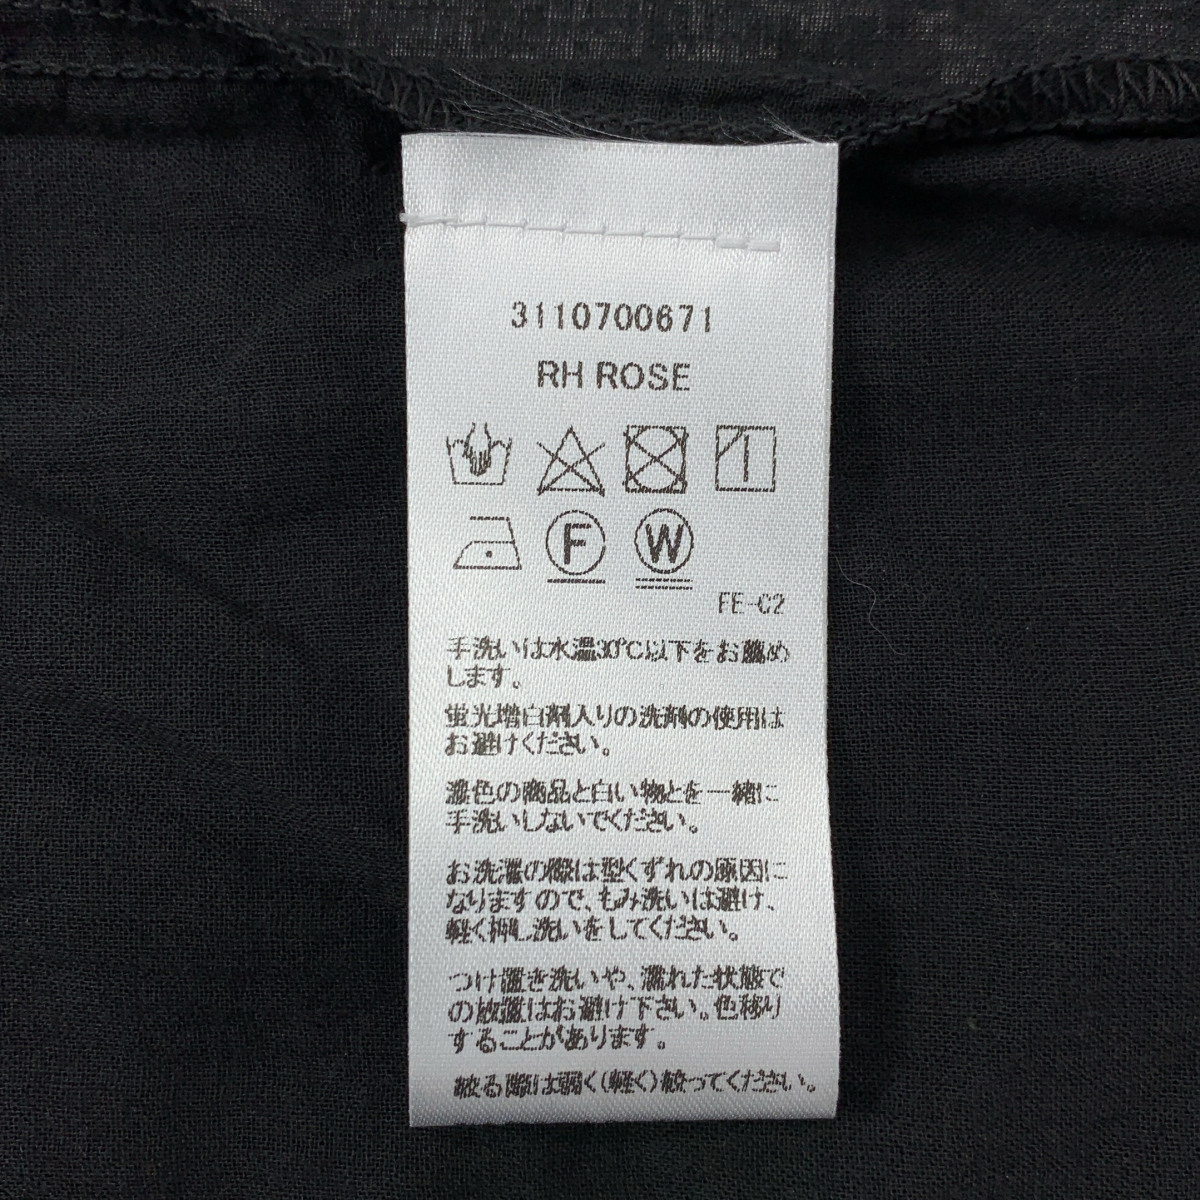 3110700671
RH ROSE
F W
FE-C2
手洗いは水温30℃以下をお薦め
します。
蛍光増白剤入りの洗剤の使用は
お避けください。
濃色の商品と白い物とを一緒に
手洗いしないでください。
お洗濯の際は型くずれの原因に
なりますので、もみ洗いは避け、
軽く押し洗いをしてください。
つけ置き洗いや、濡れた状態で
の放置はお避け下さい。色移り
することがあります。
絞る際は弱く(軽く)絞ってください。